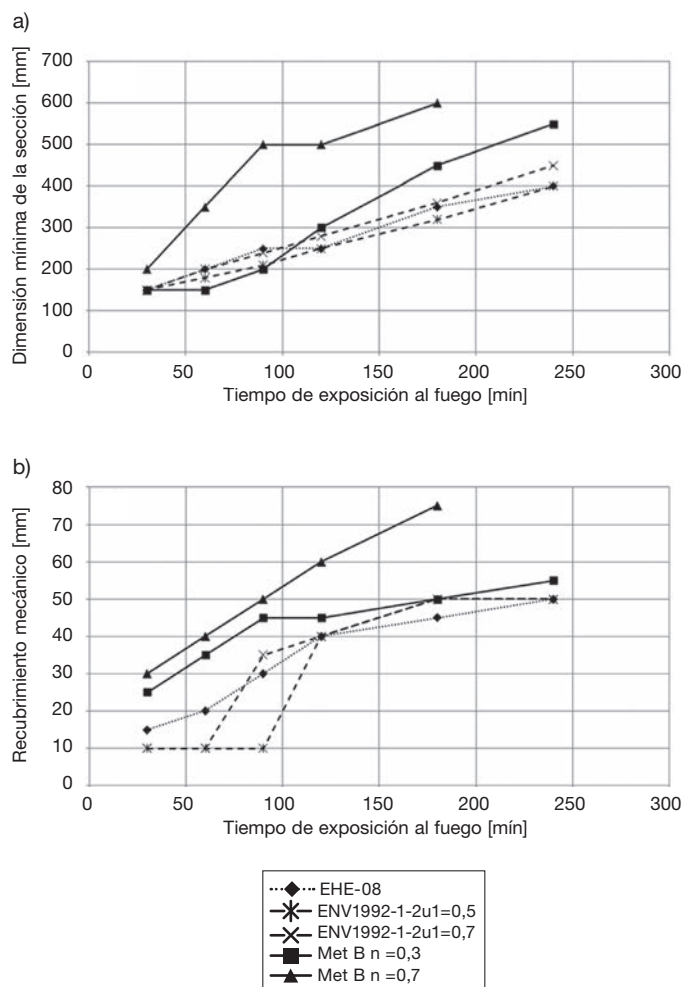 a)
Dimensión mínima de la sección [mm]
700
600
500
400
300
200
100
0
0 50 100 150 200 250 300
Tiempo de exposición al fuego [mín]
b)
Recubrimiento mecánico [mm]
80
70
60
50
40
30
20
10
0
0 50 100 150 200 250 300
Tiempo de exposición al fuego [mín]
EHE-08
ENV1992-1-2u1=0,5
ENV1992-1-2u1=0,7
Met B n =0,3
Met B n =0,7